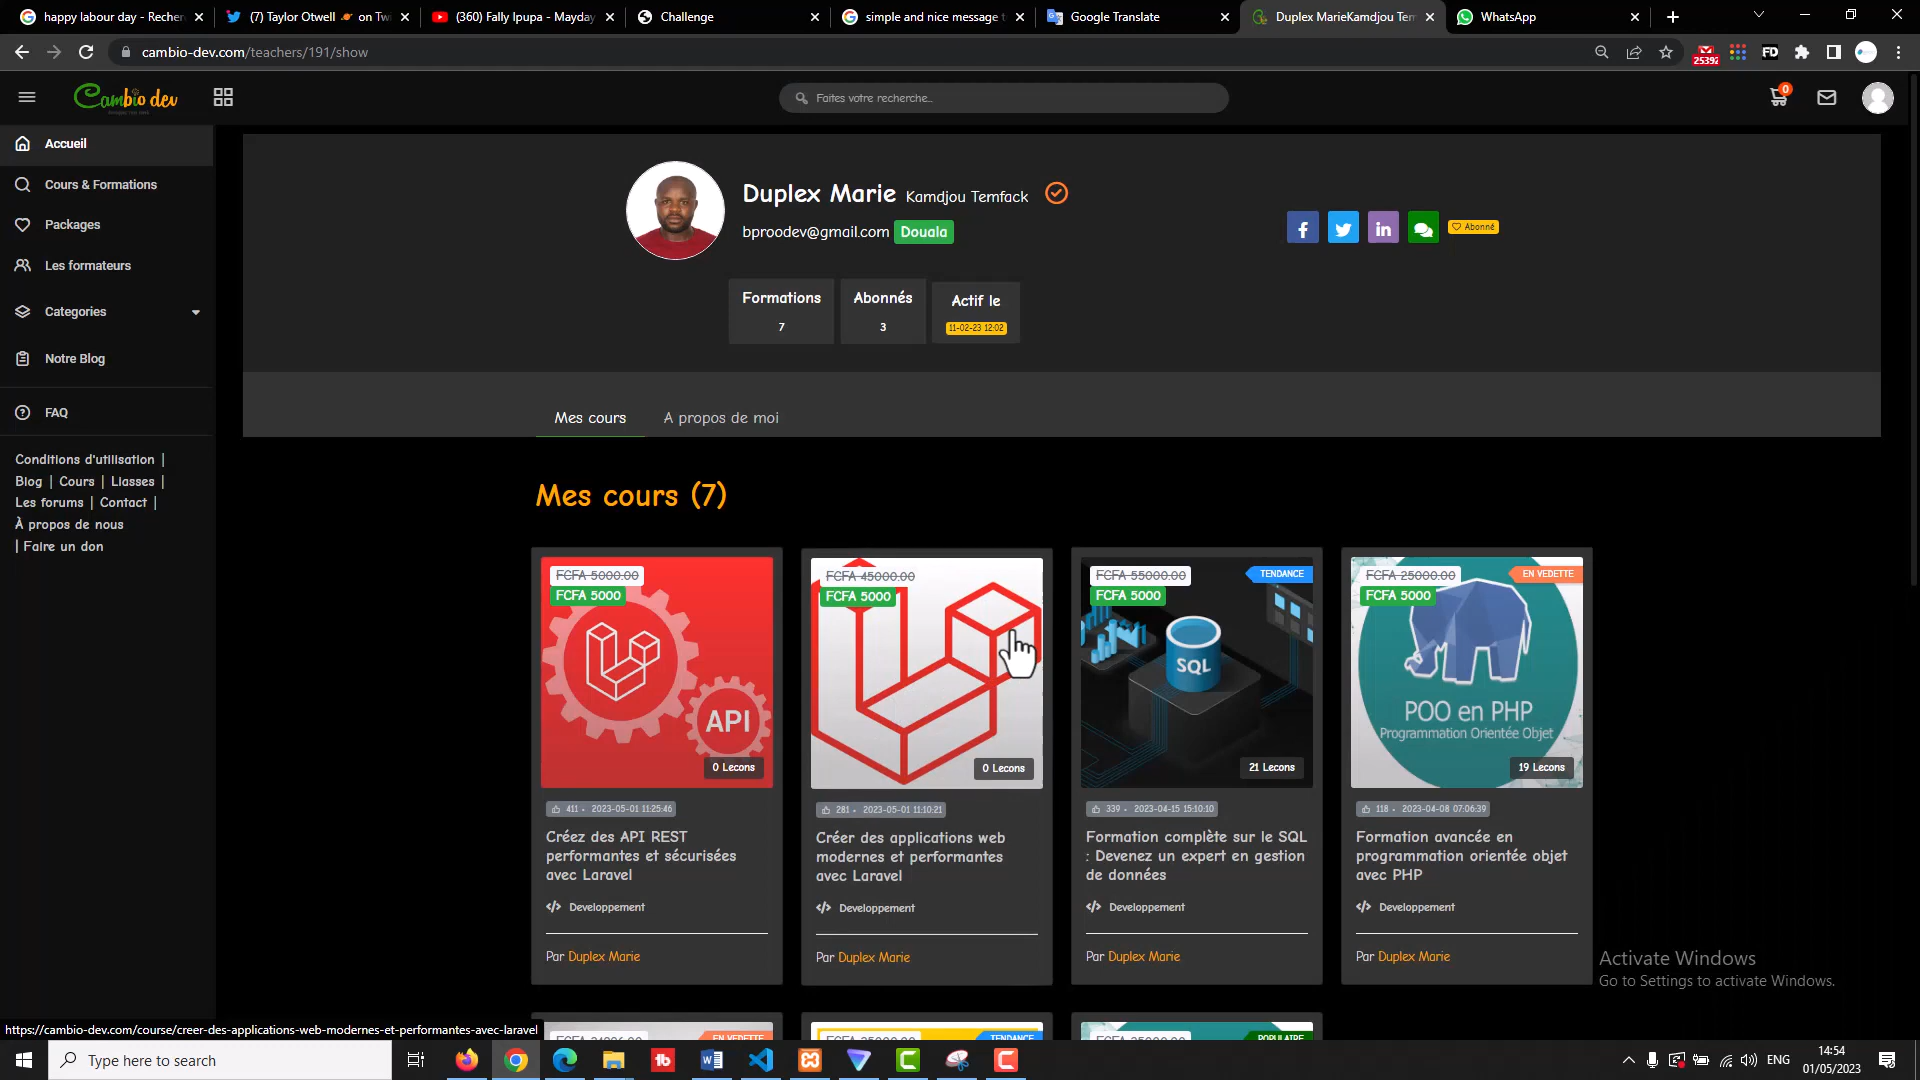 happy labour day - Recher
(7) Taylor Otwell 🪐 on Twi
(360) Fally Ipupa - Mayday
Challenge
simple and nice message t
Google Translate
Duplex MarieKamdjou Tem
WhatsApp
cambio-dev.com/teachers/191/show
25392
FD
Cambio dev
Faites votre recherche..
0
Accueil
Cours & Formations
Packages
Les formateurs
Categories
Notre Blog
FAQ
Conditions d'utilisation |
Blog | Cours | Liasses |
Les forums | Contact |
À propos de nous
| Faire un don
Duplex Marie Kamdjou Temfack
bproodev@gmail.com Douala
Abonné
Formations
7
Abonnés
3
Actif le
11-02-23 12:02
Mes cours
A propos de moi
Mes cours (7)
FCFA 5000.00
FCFA 5000
API
0 Lecons
411 - 2023-05-01 11:25:46
Créez des API REST
performantes et sécurisées
avec Laravel
Developpement
Par Duplex Marie
FCFA 45000.00
FCFA 5000
0 Lecons
281 - 2023-05-01 11:10:21
Créer des applications web
modernes et performantes
avec Laravel
Developpement
Par Duplex Marie
FCFA 55000.00
FCFA 5000
TENDANCE
SQL
21 Lecons
339 - 2023-04-15 15:10:10
Formation complète sur le SQL
: Devenez un expert en gestion
de données
Developpement
Par Duplex Marie
FCFA 25000.00
FCFA 5000
EN VEDETTE
POO en PHP
Programmation Orientée Objet
19 Lecons
118 - 2023-04-08 07:06:39
Formation avancée en
programmation orientée objet
avec PHP
Developpement
Par Duplex Marie
EN VEDETTE
TENDANCE
POPULAIRE
Activate Windows
Go to Settings to activate Windows.
https://cambio-dev.com/course/creer-des-applications-web-modernes-et-performantes-avec-laravel
Type here to search
ENG
14:54
01/05/2023